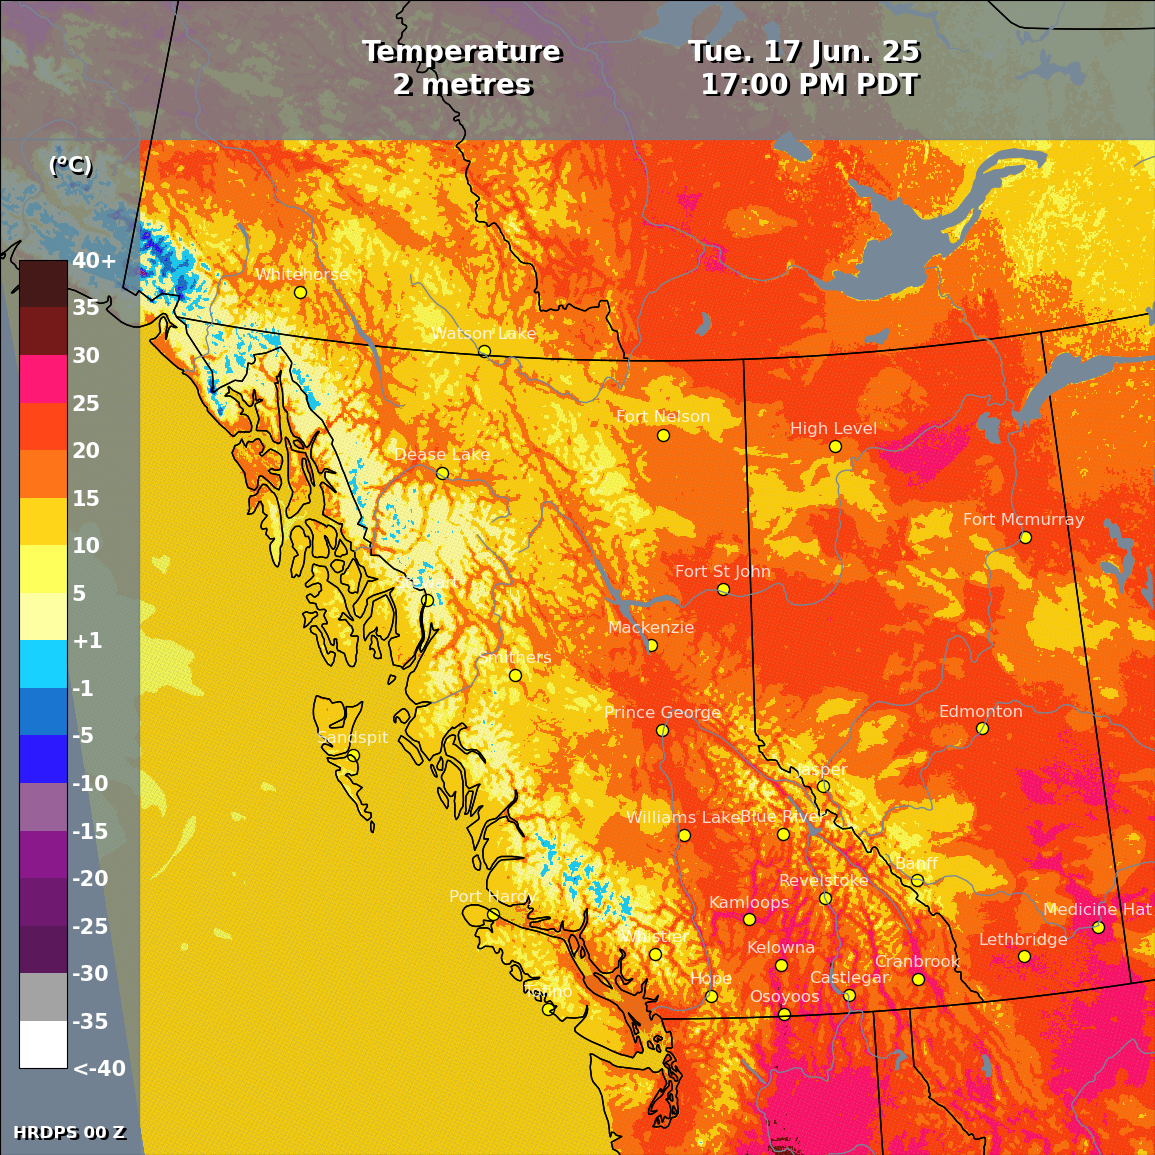 Temperature
2 metres
Tue. 17 Jun. 25
17:00 PM PDT
(ºC)
40+
35
30
25
20
15
10
5
+1
-1
-5
-10
-15
-20
-25
-30
-35
<-40
Whitehorse
Watson Lake
Fort Nelson
High Level
Dease Lake
Fort Mcmurray
Fort St John
Mackenzie
Smithers
Prince George
Edmonton
Sandspit
Jasper
Williams Lake
Blue River
Banff
Revelstoke
Port Hardy
Kamloops
Medicine Hat
Whistler
Kelowna
Lethbridge
Cranbrook
Hope
Castlegar
Osoyoos
Tofino
HRDPS 00 Z